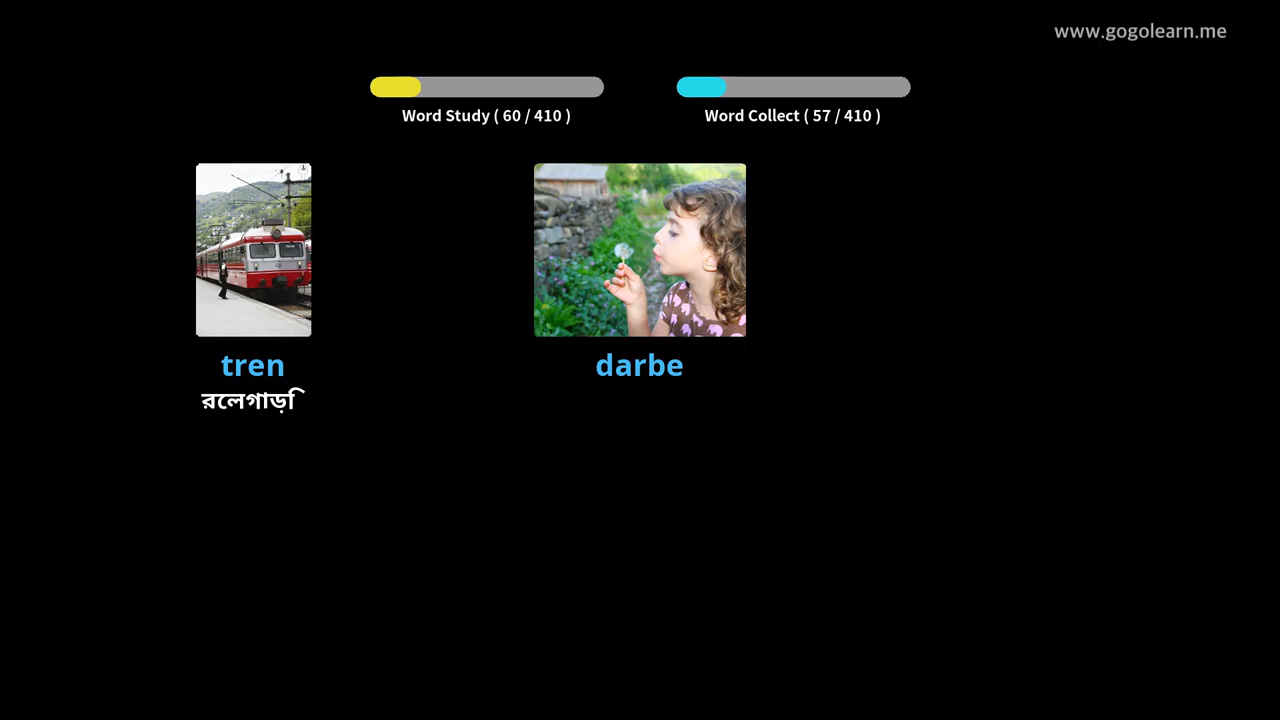 www.gogolearn.me
Word Study ( 60 / 410 )
Word Collect ( 57 / 410 )
tren
রেলগাড়ি
darbe